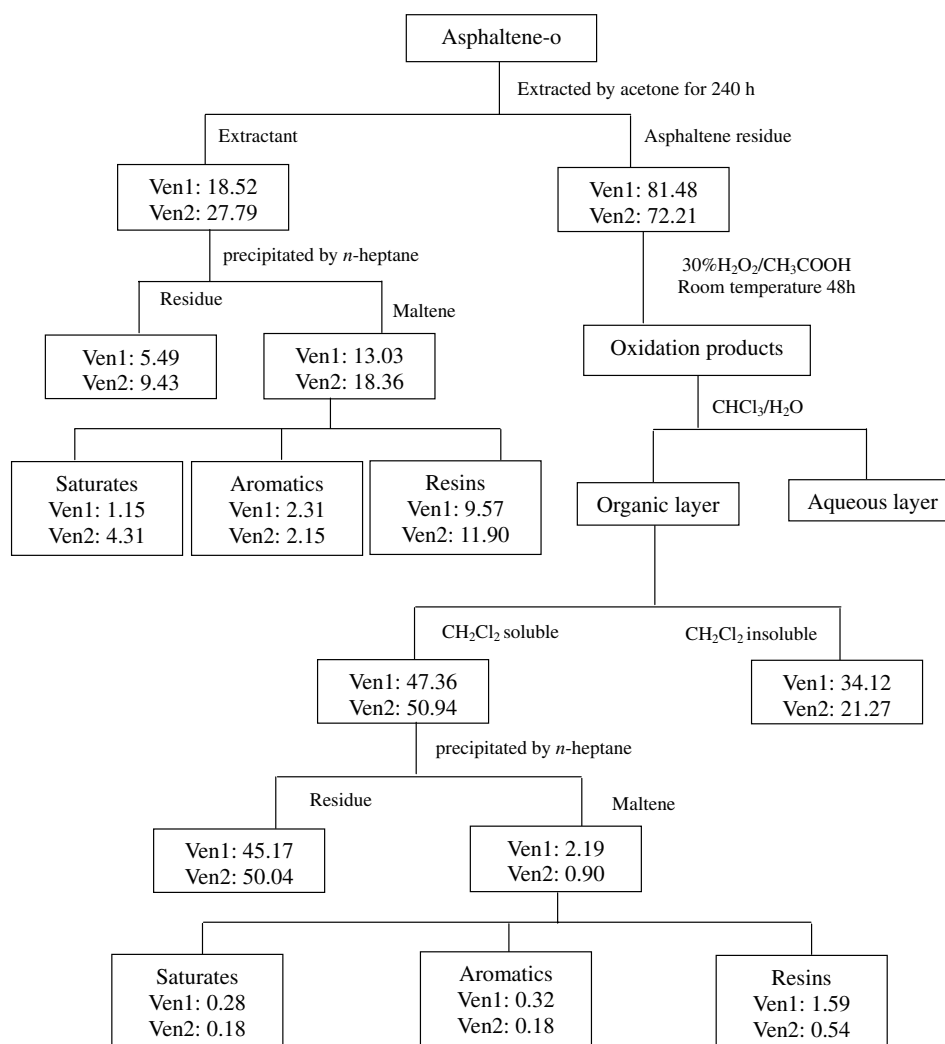 Asphaltene-o
Extracted by acetone for 240 h
Extractant
Asphaltene residue
Ven1: 18.52
Ven2: 27.79
Ven1: 81.48
Ven2: 72.21
precipitated by n-heptane
30%H₂O₂/CH₃COOH
Room temperature 48h
Residue
Maltene
Ven1: 5.49
Ven2: 9.43
Ven1: 13.03
Ven2: 18.36
Oxidation products
CHCl₃/H₂O
Saturates
Ven1: 1.15
Ven2: 4.31
Aromatics
Ven1: 2.31
Ven2: 2.15
Resins
Ven1: 9.57
Ven2: 11.90
Organic layer
Aqueous layer
CH₂Cl₂ soluble
CH₂Cl₂ insoluble
Ven1: 47.36
Ven2: 50.94
Ven1: 34.12
Ven2: 21.27
precipitated by n-heptane
Residue
Maltene
Ven1: 45.17
Ven2: 50.04
Ven1: 2.19
Ven2: 0.90
Saturates
Ven1: 0.28
Ven2: 0.18
Aromatics
Ven1: 0.32
Ven2: 0.18
Resins
Ven1: 1.59
Ven2: 0.54